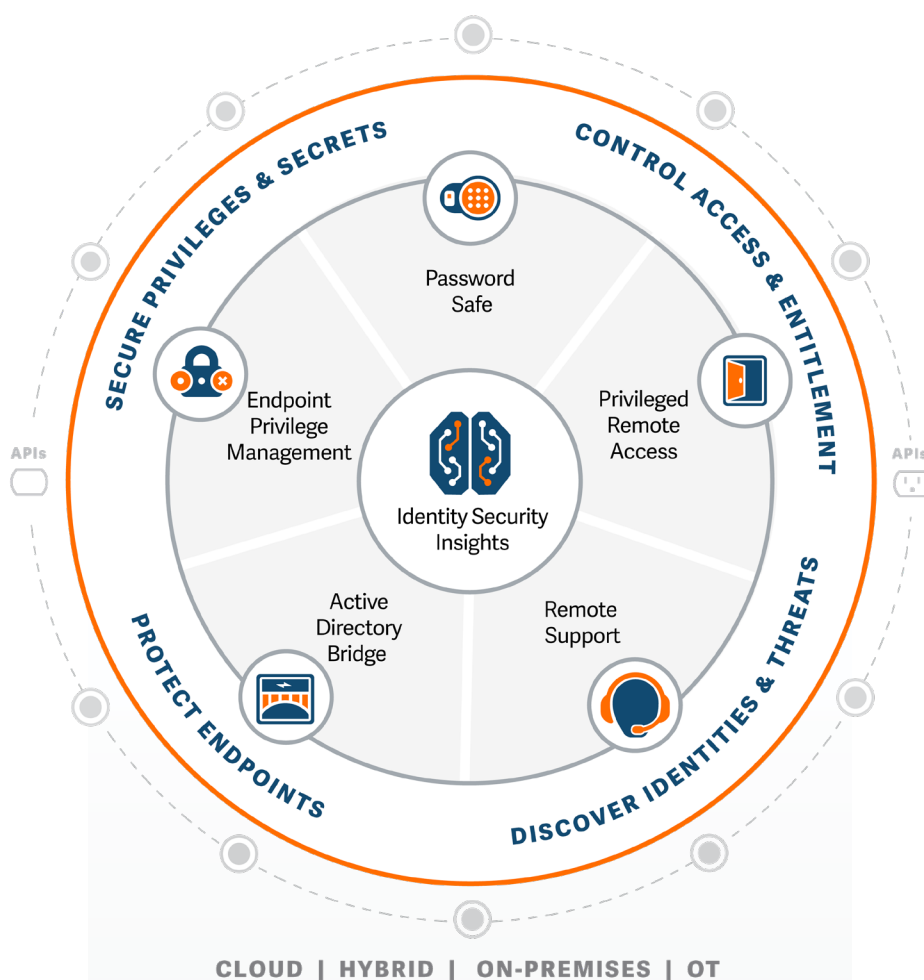 SECURE PRIVILEGES & SECRETS
CONTROL ACCESS & ENTITLEMENT
Password
Safe
Endpoint
Privilege
Management
Privileged
Remote
Access
APIs
APIs
Identity Security
Insights
Active
Directory
Bridge
Remote
Support
PROTECT ENDPOINTS
DISCOVER IDENTITIES & THREATS
CLOUD | HYBRID | ON-PREMISES | OT